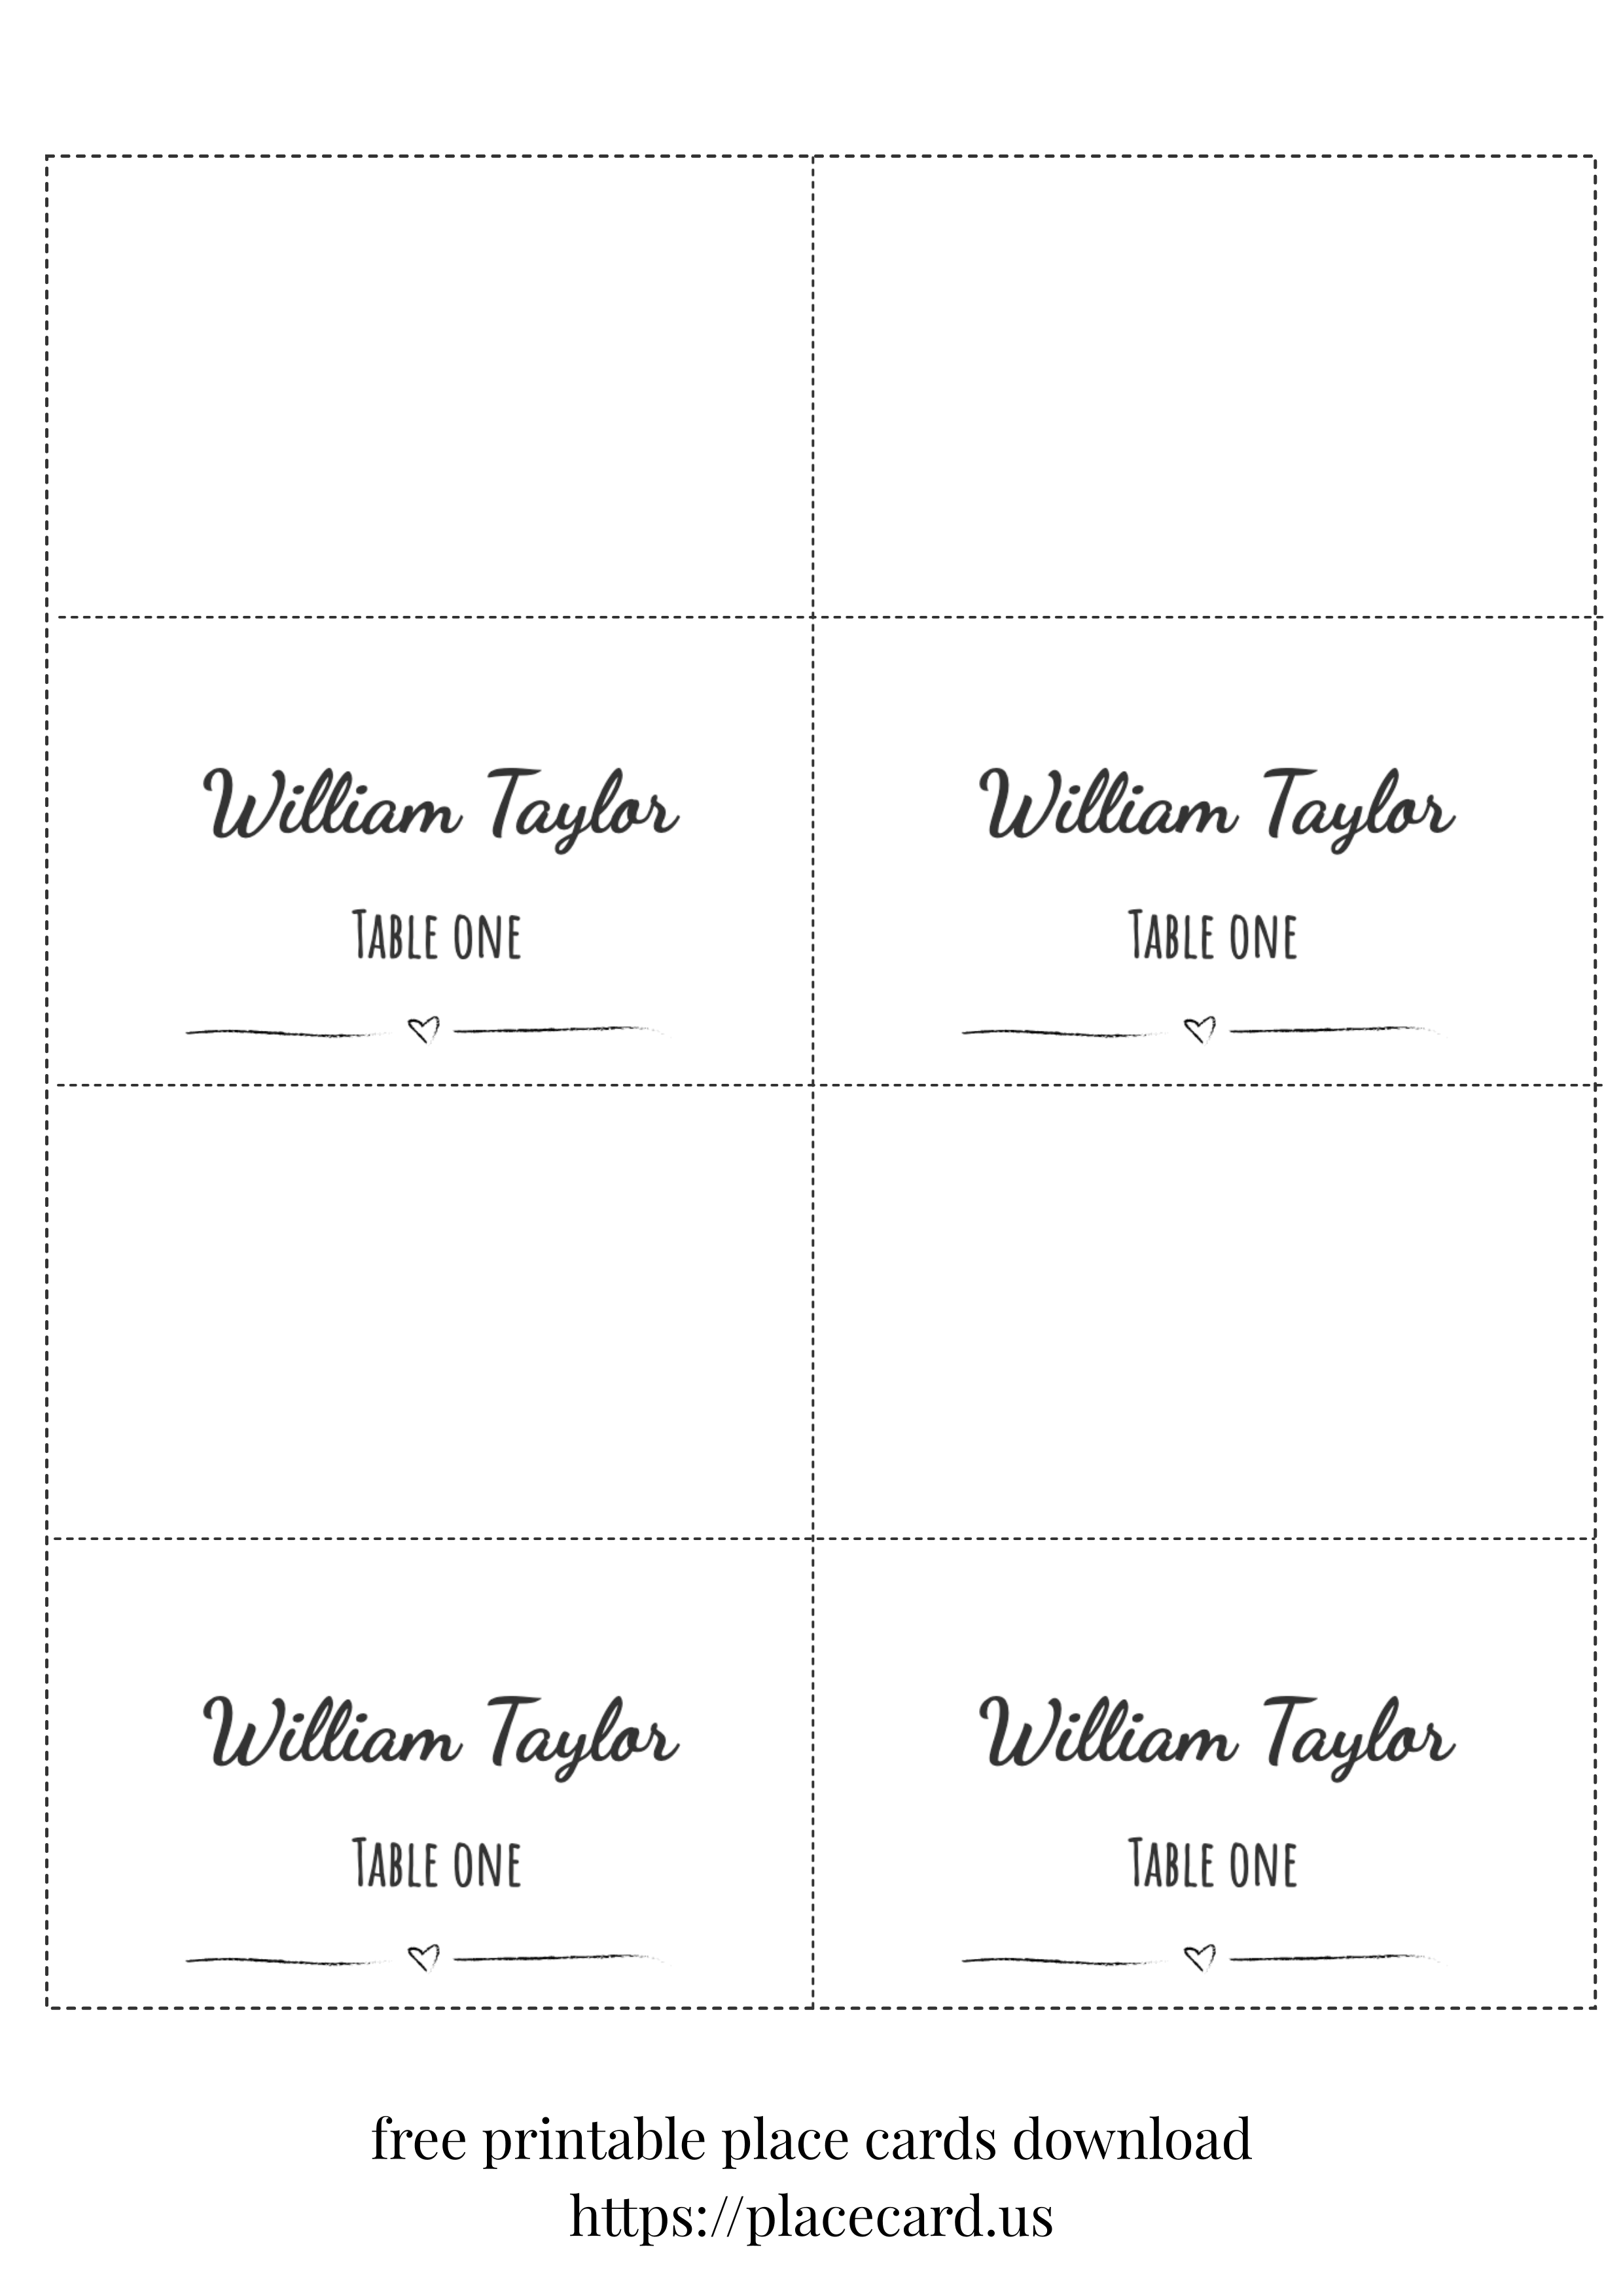 William Taylor William Taylor
Table one Table one
William Taylor William Taylor
Table one Table one
free printable place cards download
https://placecard.us